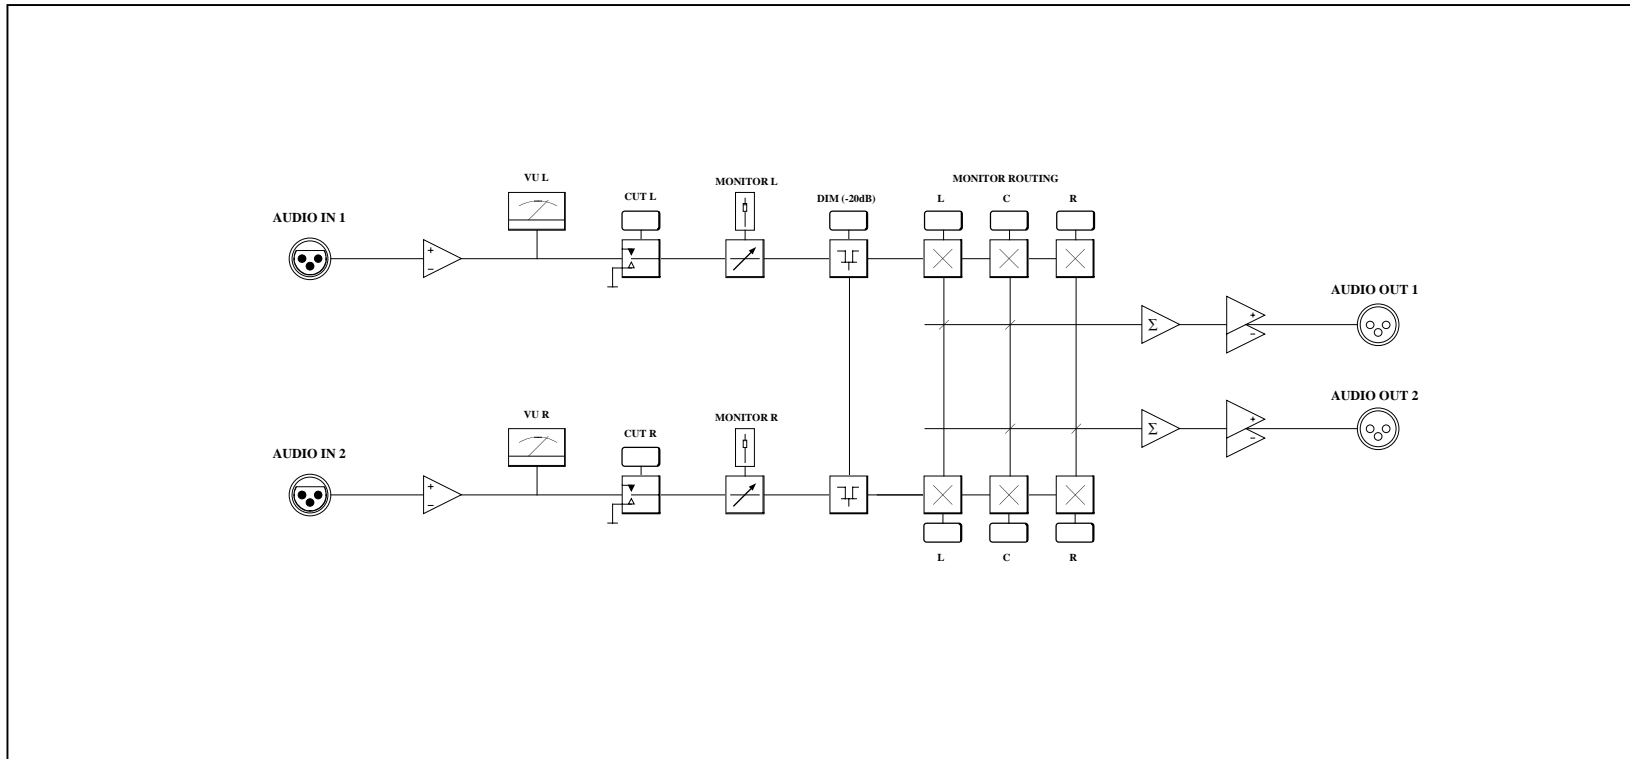 VU L
MONITOR L
MONITOR ROUTING
CUT L
DIM (-20dB)
L
C
R
AUDIO IN 1
+
−
AUDIO OUT 1
Σ
+
−
AUDIO OUT 2
Σ
+
−
VU R
MONITOR R
CUT R
AUDIO IN 2
+
−
L
C
R